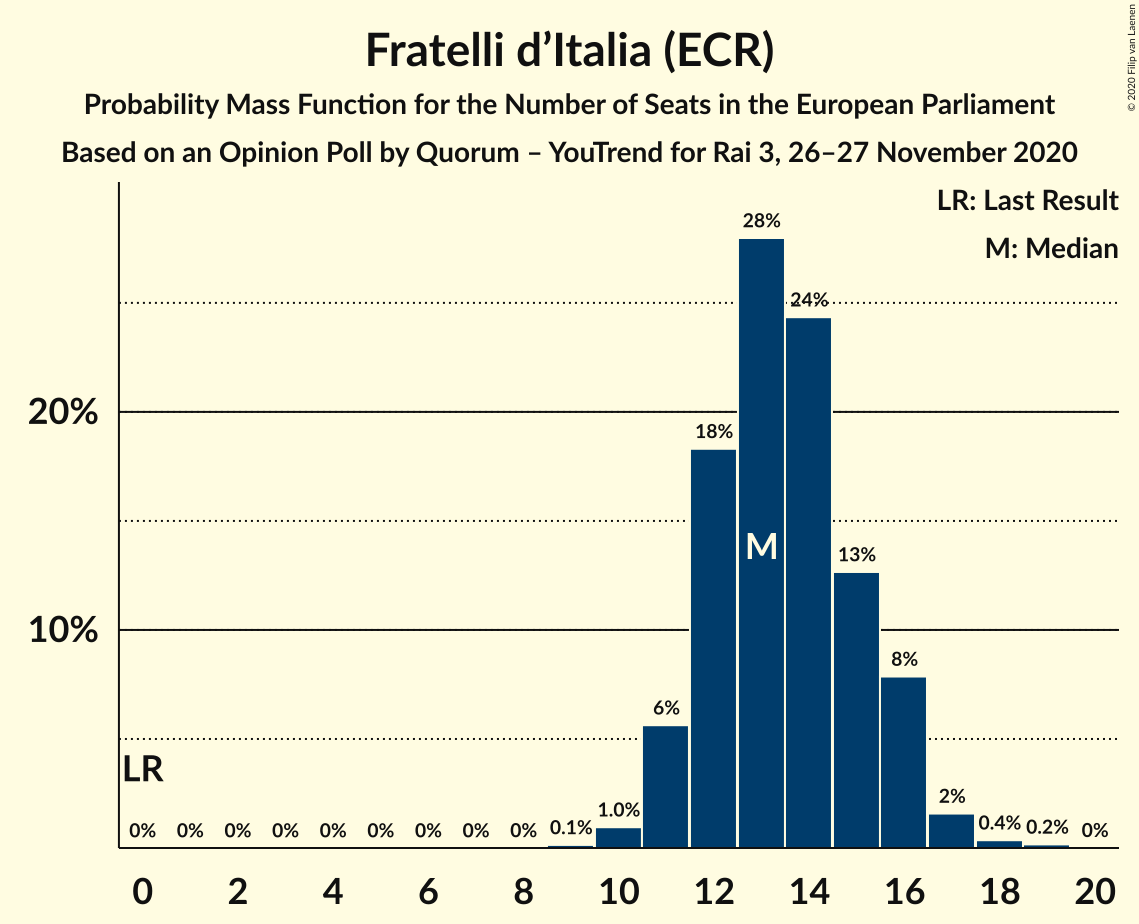 Fratelli d’Italia (ECR)
Probability Mass Function for the Number of Seats in the European Parliament
Based on an Opinion Poll by Quorum – YouTrend for Rai 3, 26–27 November 2020
© 2020 Filip van Laenen
LR: Last Result
M: Median
28%
24%
20%
18%
M
13%
10%
8%
6%
LR
2%
0% 0% 0% 0% 0% 0% 0% 0% 0% 0.1% 1.0% 0.4% 0.2% 0%
0 2 4 6 8 10 12 14 16 18 20